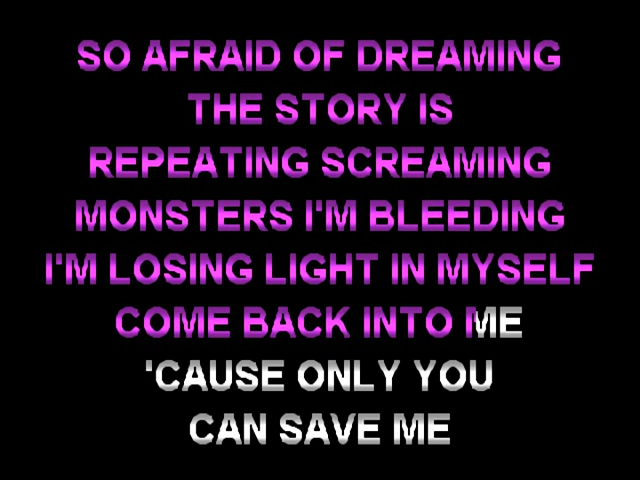 SO AFRAID OF DREAMING
THE STORY IS
REPEATING SCREAMING
MONSTERS I'M BLEEDING
I'M LOSING LIGHT IN MYSELF
COME BACK INTO ME
'CAUSE ONLY YOU
CAN SAVE ME